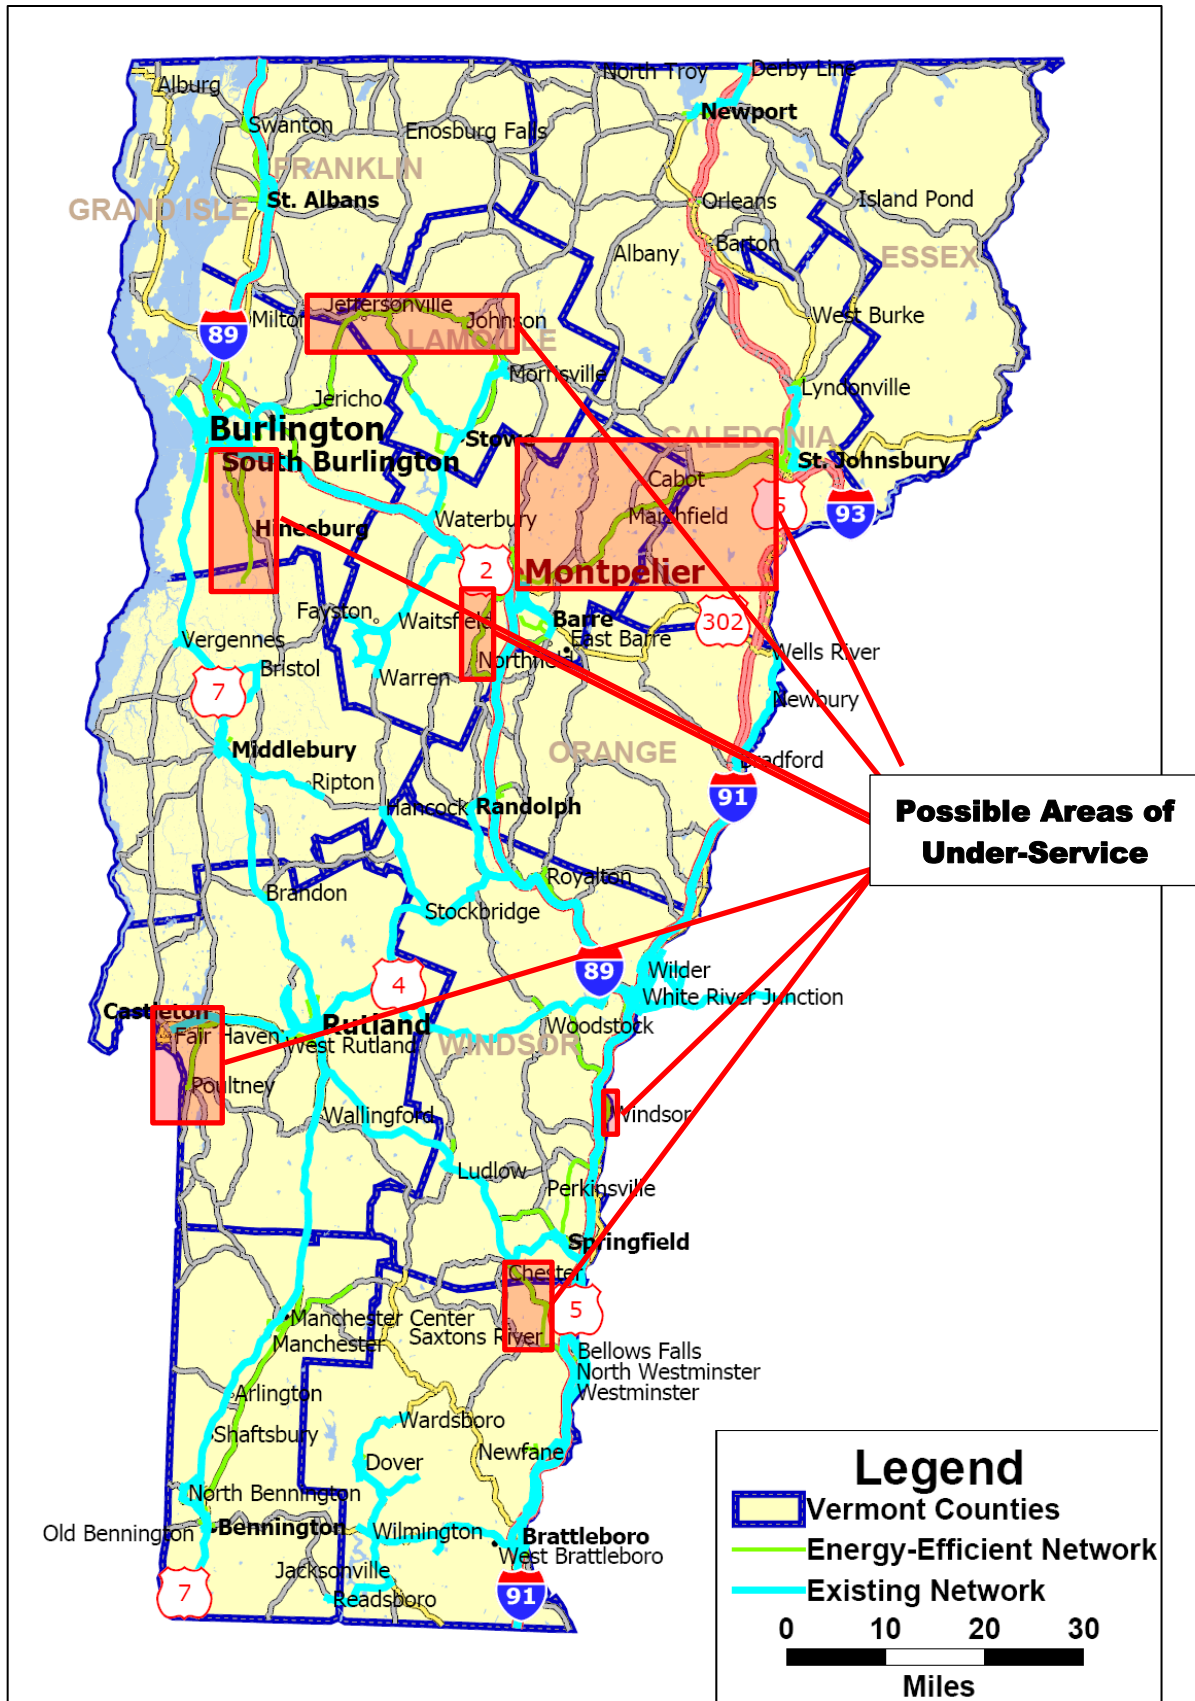 North Troy
Derby Line
Alburg
Newport
Swanton
Enosburg Falls
FRANKLIN
St. Albans
GRAND ISLE
Island Pond
Orleans
Albany
Barton
ESSEX
Jeffersonville
Milton
Johnson
West Burke
89
LAMOILLE
Morrisville
Lyndonville
Jericho
Burlington
Stowe
CALEDONIA
South Burlington
St. Johnsbury
Cabot
5
93
Marshfield
Waterbury
Hinesburg
2
Montpelier
Fayston
Waitsfield
Barre
302
East Barre
Vergennes
Wells River
Northfield
Bristol
Warren
7
Newbury
Middlebury
ORANGE
Bradford
Ripton
91
Hancock
Randolph
Possible Areas of
Under-Service
Royalton
Brandon
Stockbridge
89
Wilder
4
White River Junction
Castleton
Rutland
Woodstock
Fair Haven
West Rutland
WINDSOR
Poultney
Wallingford
Windsor
Ludlow
Perkinsville
Springfield
Chester
5
Manchester Center
Saxtons River
Manchester
Bellows Falls
North Westminster
Westminster
Arlington
Wardsboro
Shaftsbury
Newfane
Dover
North Bennington
Old Bennington
Bennington
Wilmington
Brattleboro
West Brattleboro
Jacksonville
7
Readsboro
91
Legend
Vermont Counties
Energy-Efficient Network
Existing Network
0 10 20 30
Miles